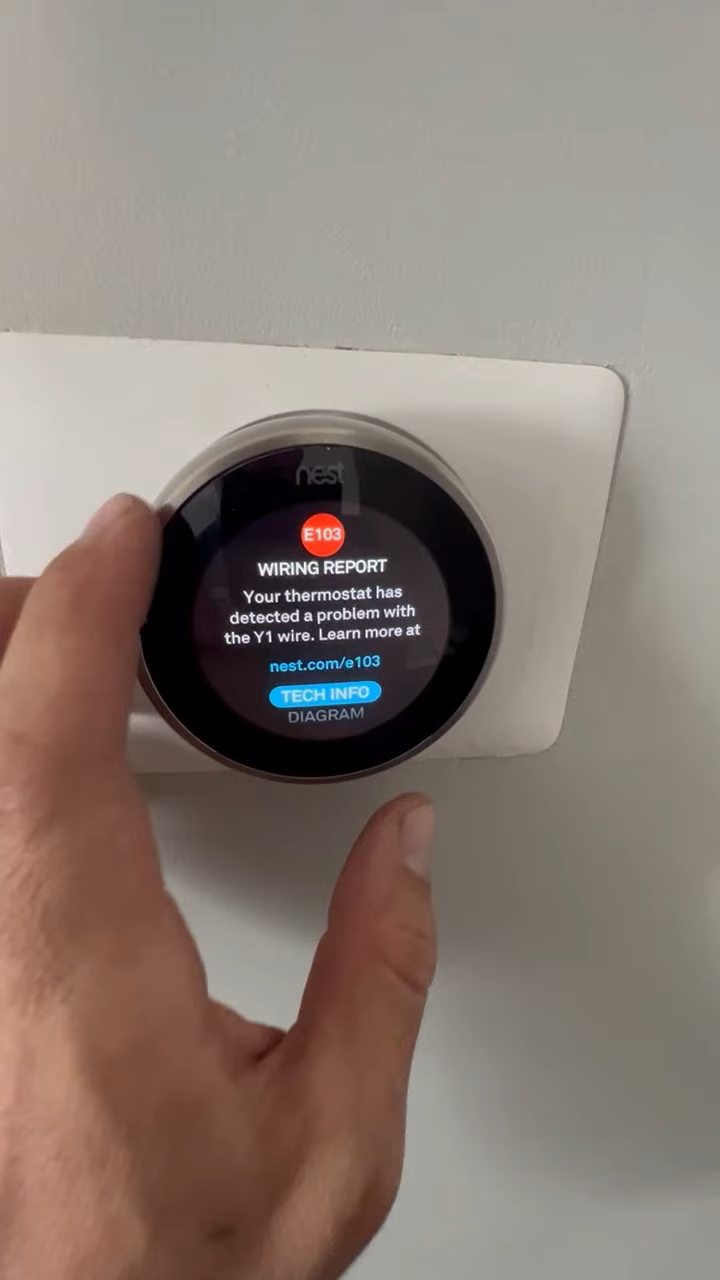 nest
E103
WIRING REPORT
Your thermostat has
detected a problem with
the Y1 wire. Learn more at
nest.com/e103
TECH INFO
DIAGRAM